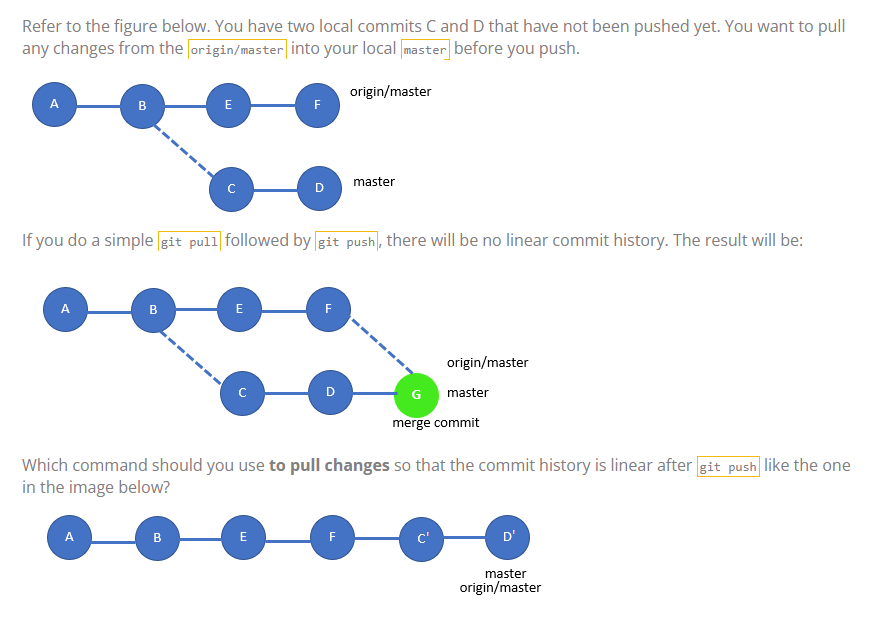 Refer to the figure below. You have two local commits C and D that have not been pushed yet. You want to pull
any changes from the origin/master into your local master before you push.
A B E F origin/master
C D master
If you do a simple git pull followed by git push, there will be no linear commit history. The result will be:
A B E F
origin/master
C D G master
merge commit
Which command should you use to pull changes so that the commit history is linear after git push like the one
in the image below?
A B E F C' D'
master
origin/master